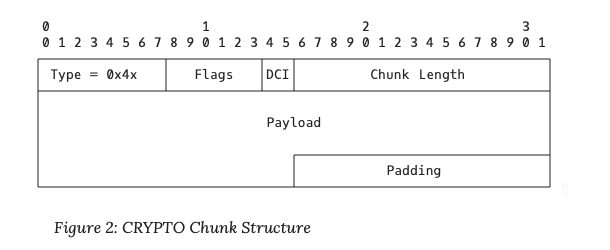 0 1 2 3
0 1 2 3 4 5 6 7 8 9 0 1 2 3 4 5 6 7 8 9 0 1 2 3 4 5 6 7 8 9 0 1
Type = 0x4x Flags DCI Chunk Length
Payload
Padding
Figure 2: CRYPTO Chunk Structure